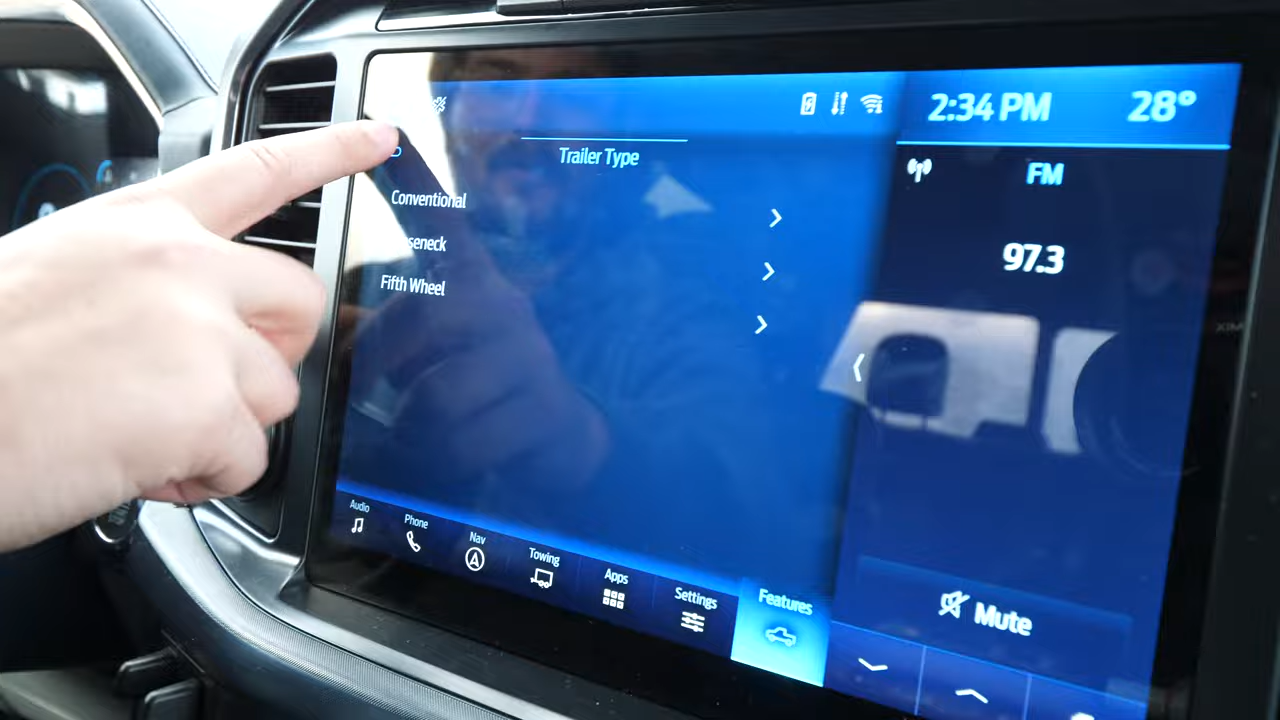 2:34 PM 28°
Trailer Type
FM
Conventional
seneck
97.3
Fifth Wheel
Audio
Phone
Nav
Towing
Apps
Settings
Features
Mute